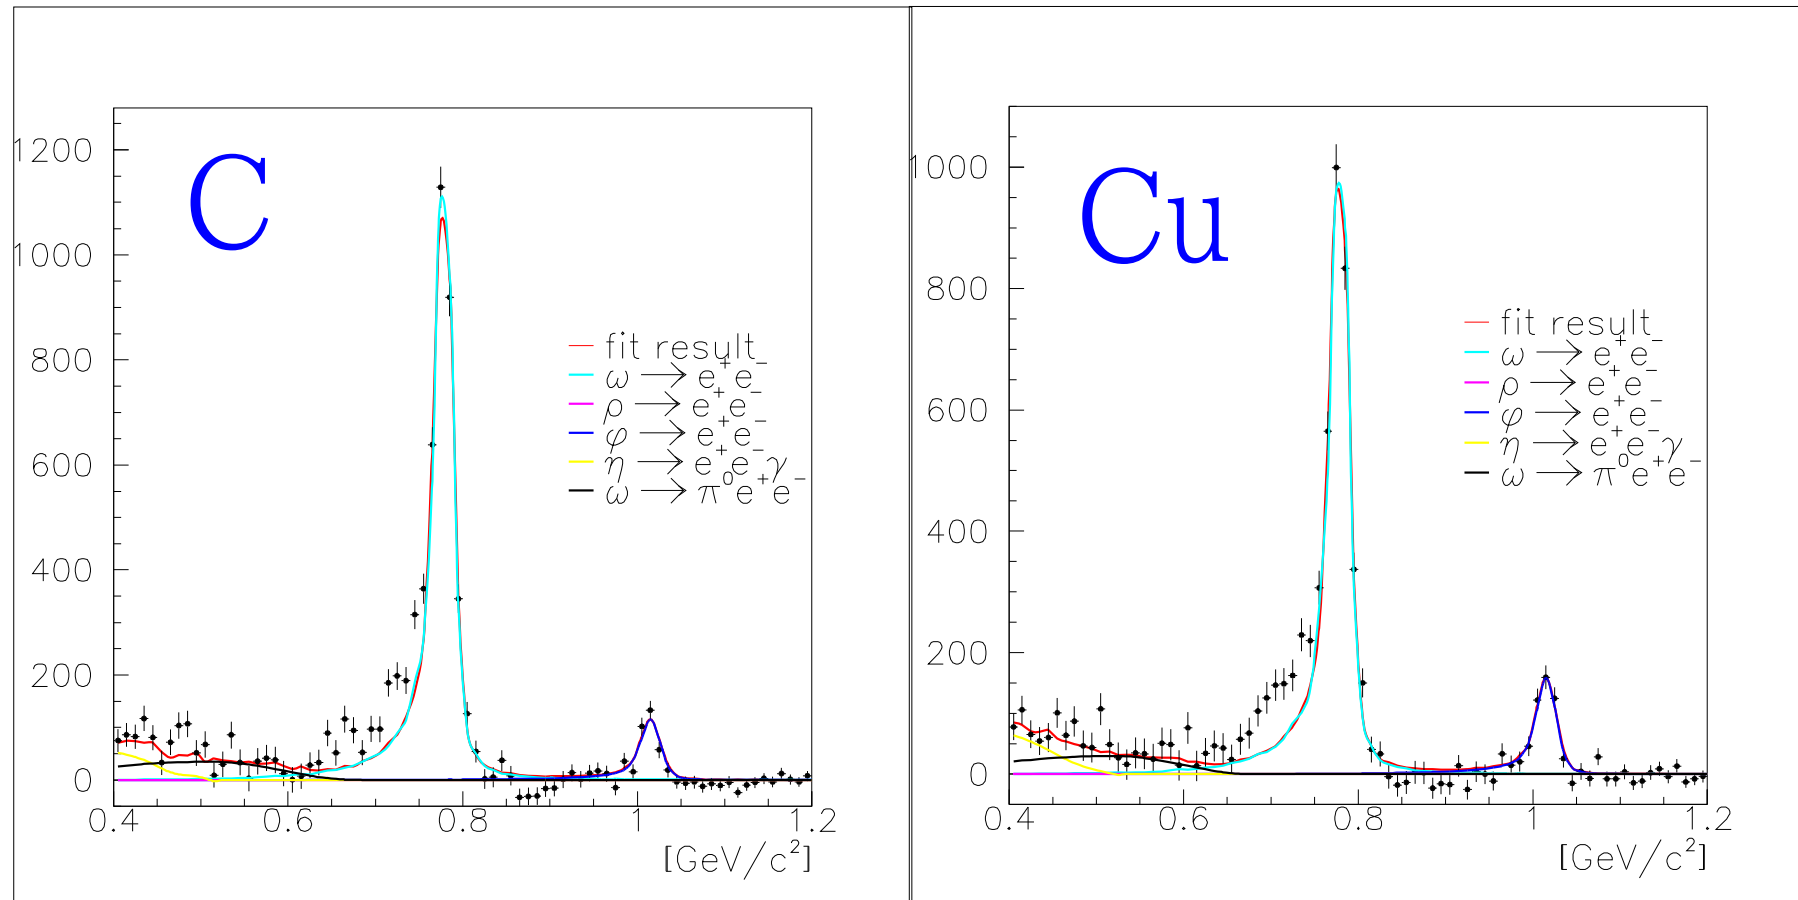 C
1200
1000
800
600
400
200
0
fit result
ω → e⁺e⁻
ρ → e⁺e⁻
φ → e⁺e⁻
η → e⁺e⁻γ
ω → π⁰e⁺e⁻
0.4 0.6 0.8 1 1.2
[GeV/c²]
Cu
1000
800
600
400
200
0
fit result
ω → e⁺e⁻
ρ → e⁺e⁻
φ → e⁺e⁻
η → e⁺e⁻γ
ω → π⁰e⁺e⁻
0.4 0.6 0.8 1 1.2
[GeV/c²]